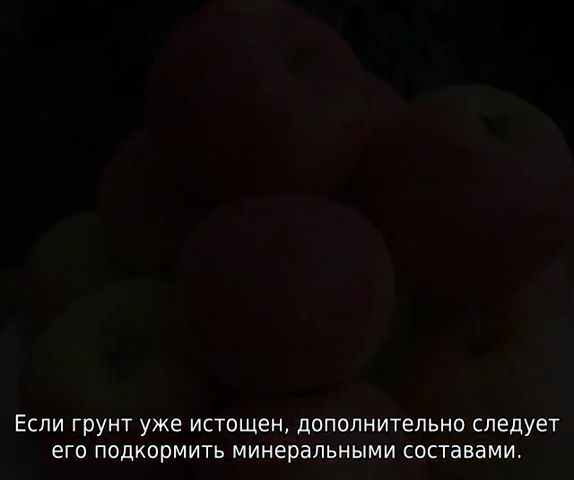 Если грунт уже истощен, дополнительно следует
его подкормить минеральными составами.